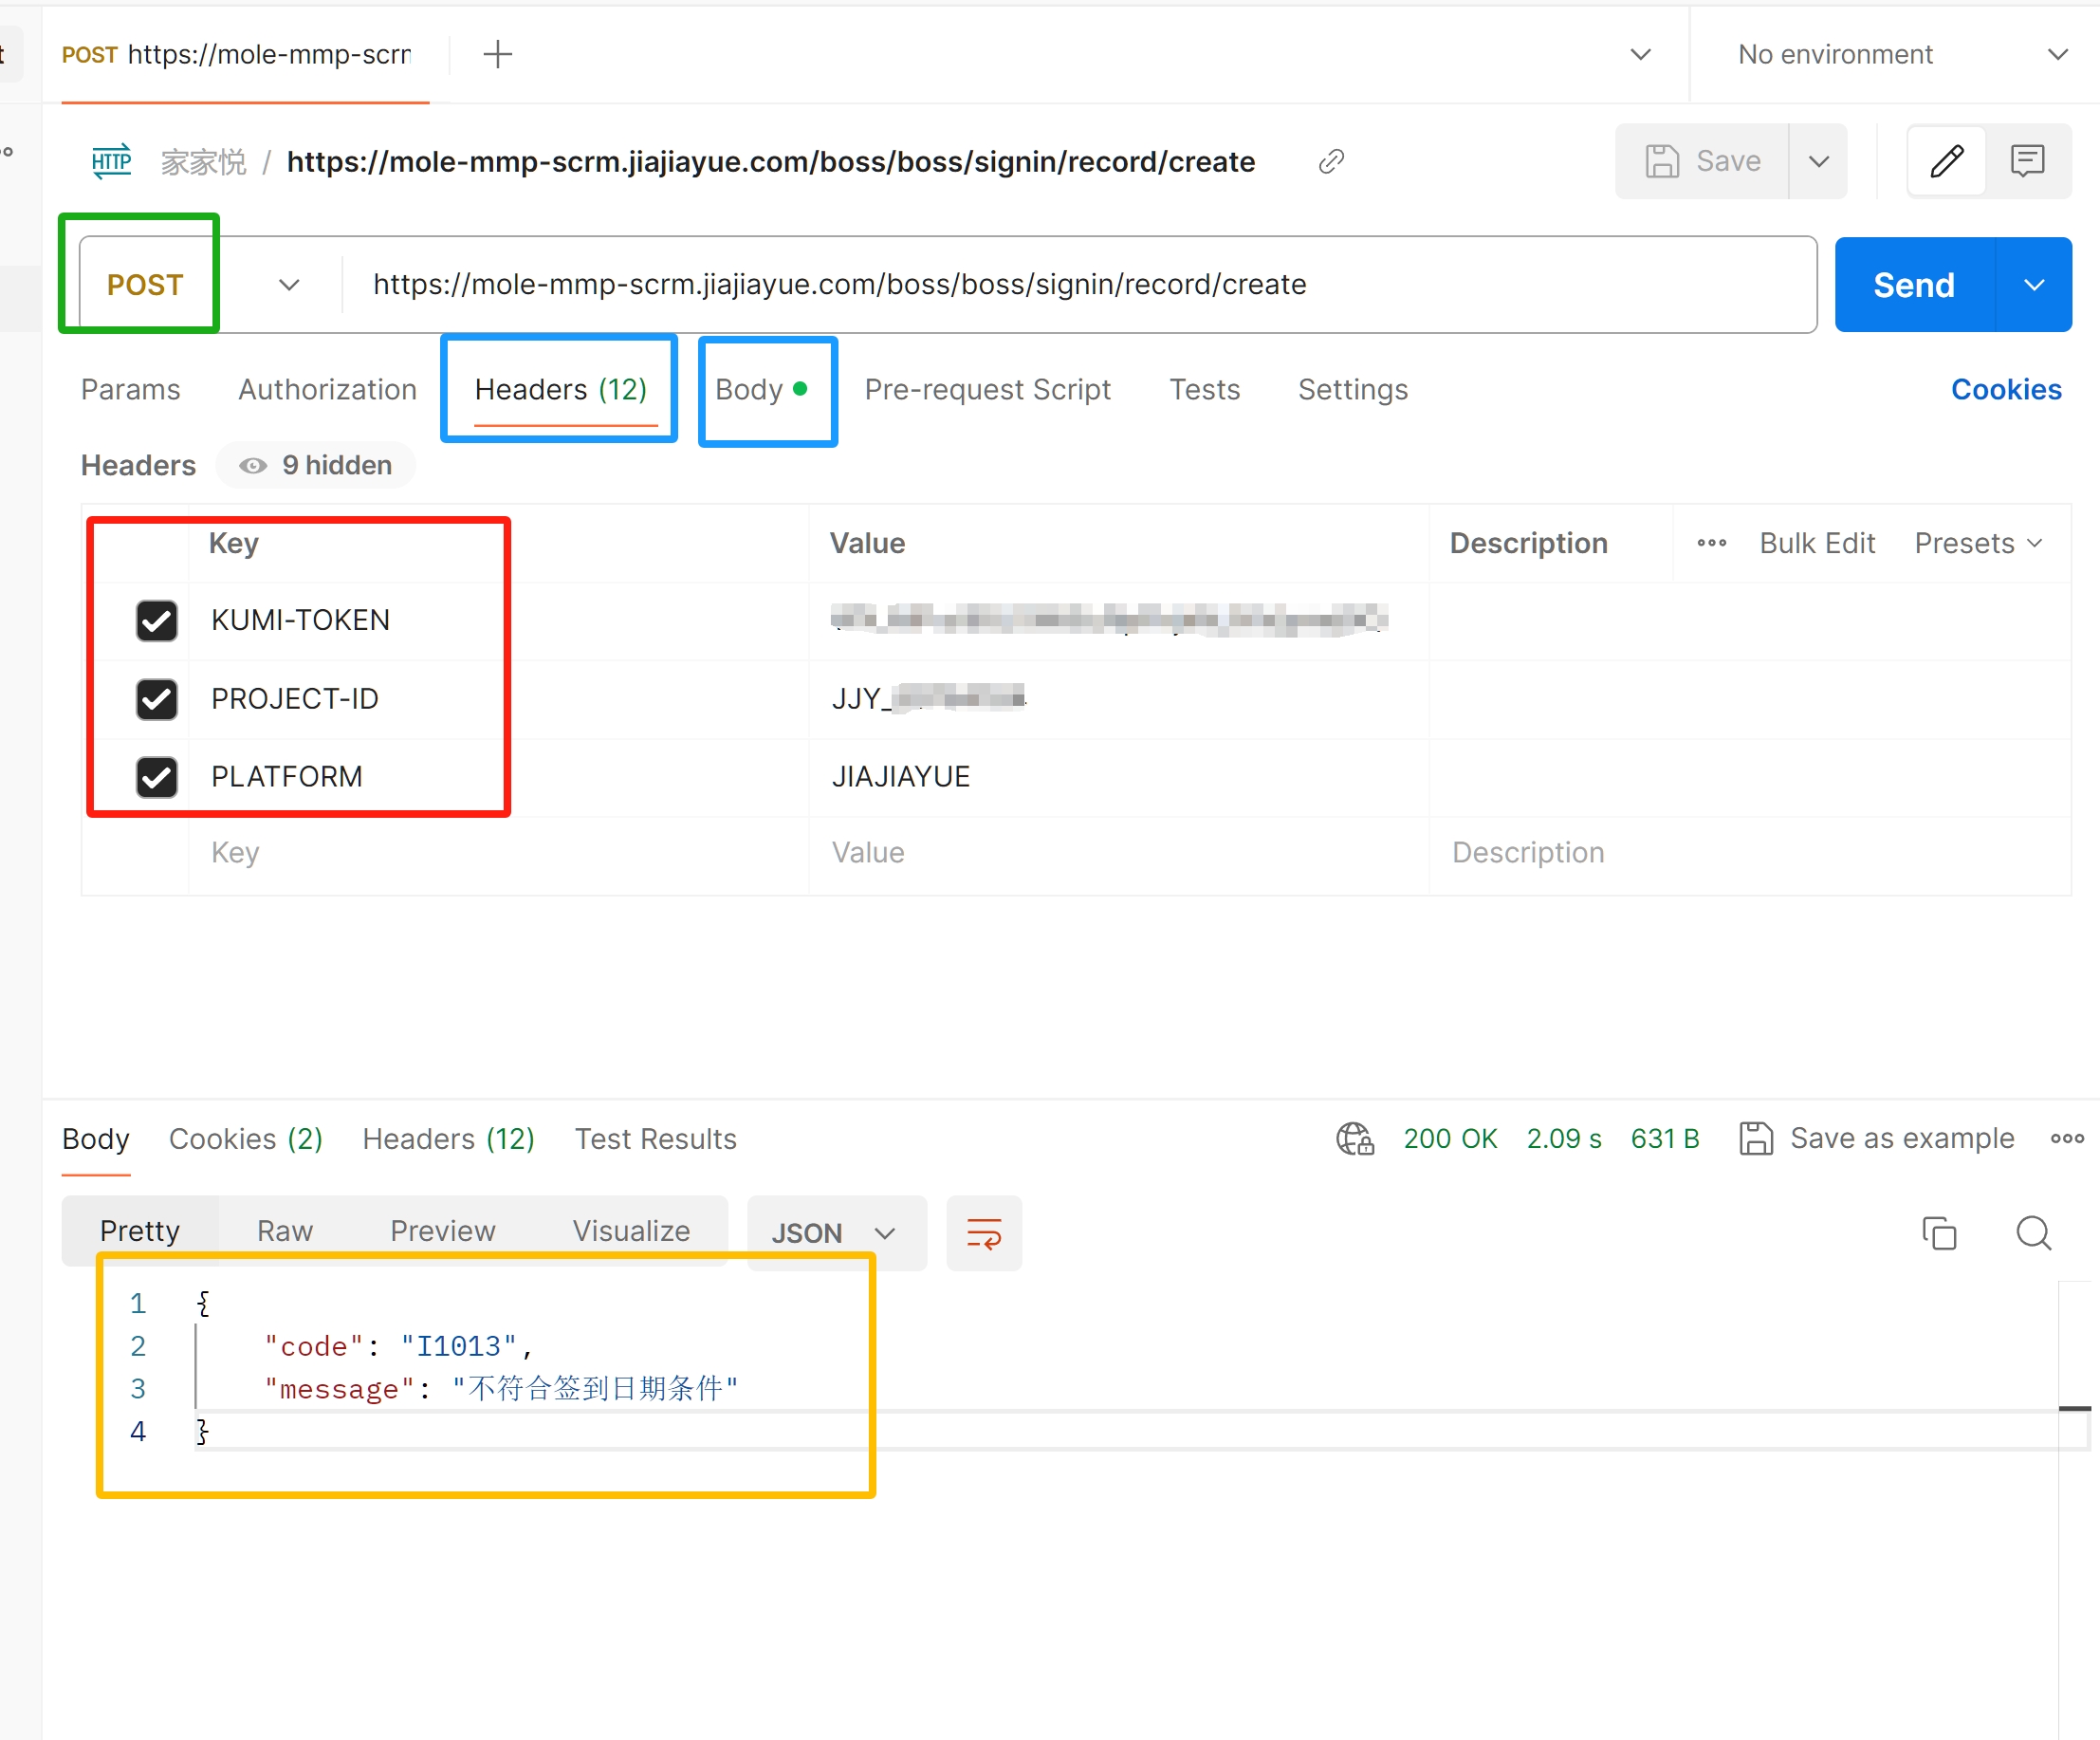 t
POST https://mole-mmp-scrm
No environment
HTTP 家家悦 / https://mole-mmp-scrm.jiajiayue.com/boss/boss/signin/record/create
Save
POST https://mole-mmp-scrm.jiajiayue.com/boss/boss/signin/record/create
Send
Params Authorization Headers (12) Body Pre-request Script Tests Settings Cookies
Headers 9 hidden
Key Value Description Bulk Edit Presets
KUMI-TOKEN
PROJECT-ID JJY_
PLATFORM JIAJIAYUE
Key Value Description
Body Cookies (2) Headers (12) Test Results 200 OK 2.09 s 631 B Save as example
Pretty Raw Preview Visualize JSON
1 {
2 "code": "I1013",
3 "message": "不符合签到日期条件"
4 }